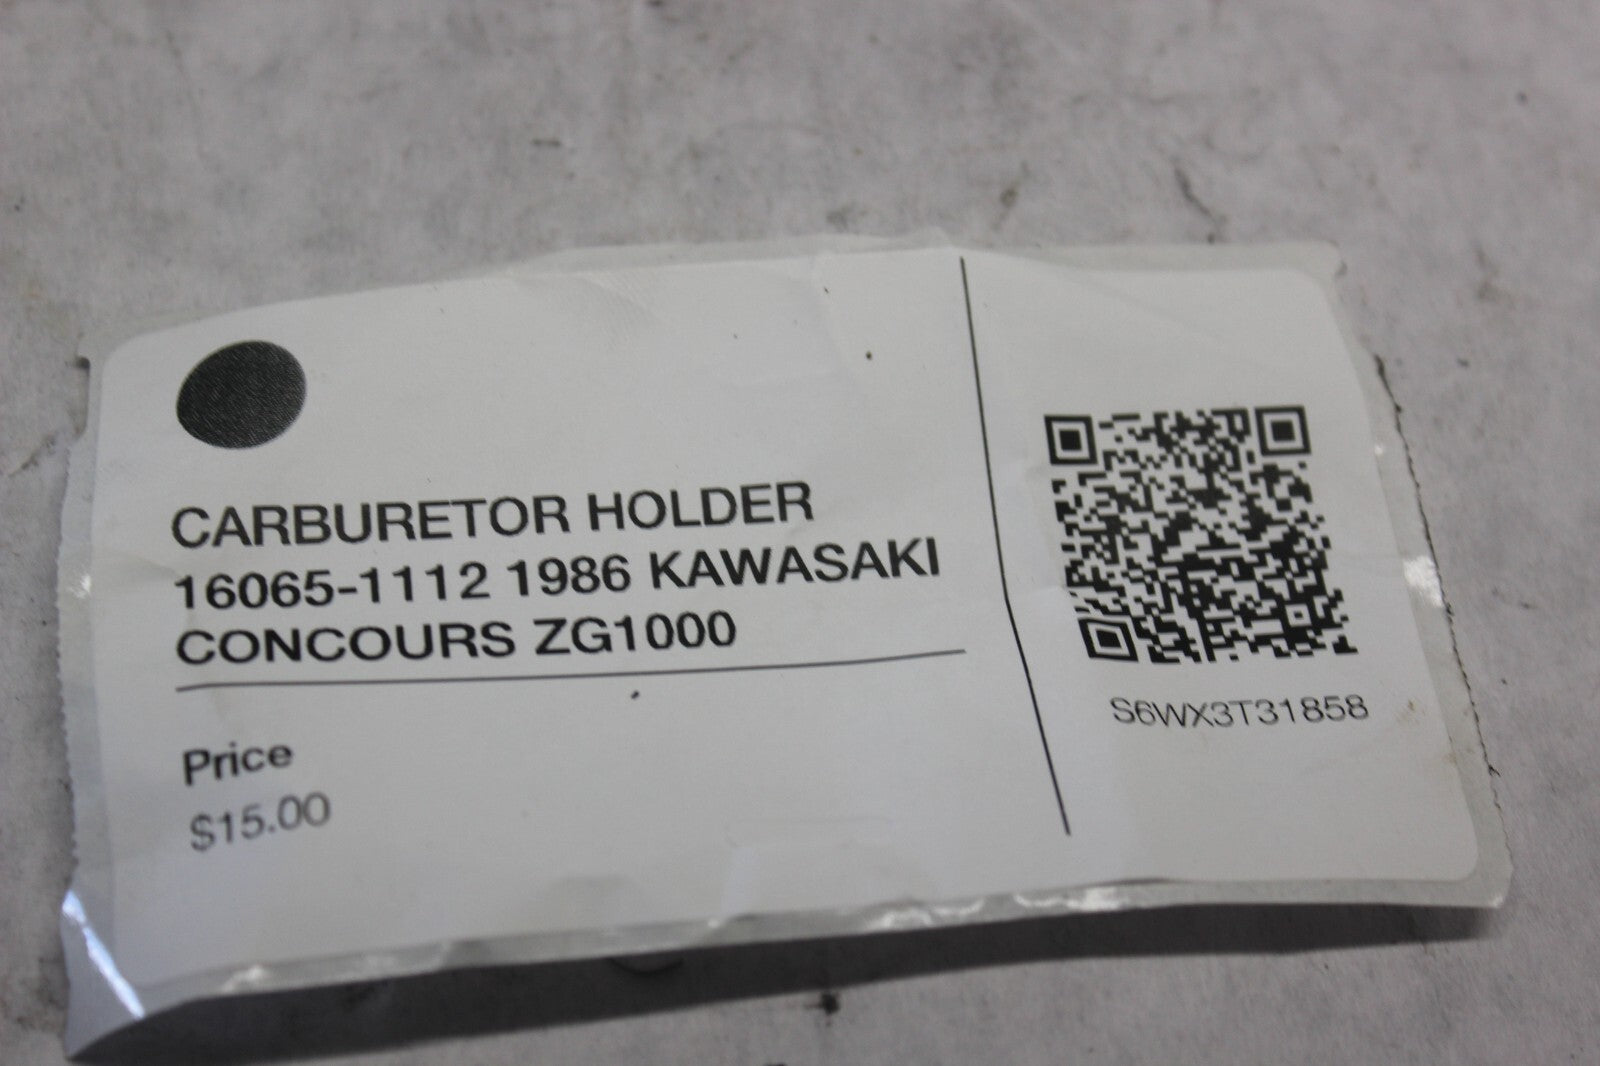 CARBURETOR HOLDER
16065-1112 1986 KAWASAKI
CONCOURS ZG1000
Price
$15.00
S6WX3T31858